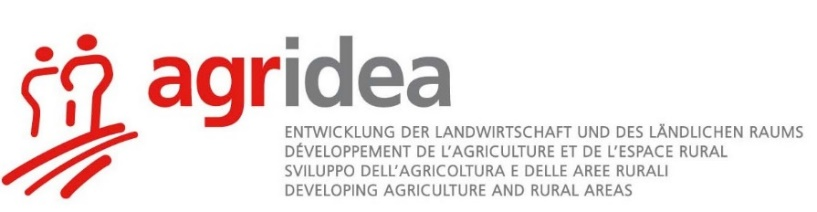 agridea
ENTWICKLUNG DER LANDWIRTSCHAFT UND DES LÄNDLICHEN RAUMS
DÉVELOPPEMENT DE L'AGRICULTURE ET DE L'ESPACE RURAL
SVILUPPO DELL'AGRICOLTURA E DELLE AREE RURALI
DEVELOPING AGRICULTURE AND RURAL AREAS